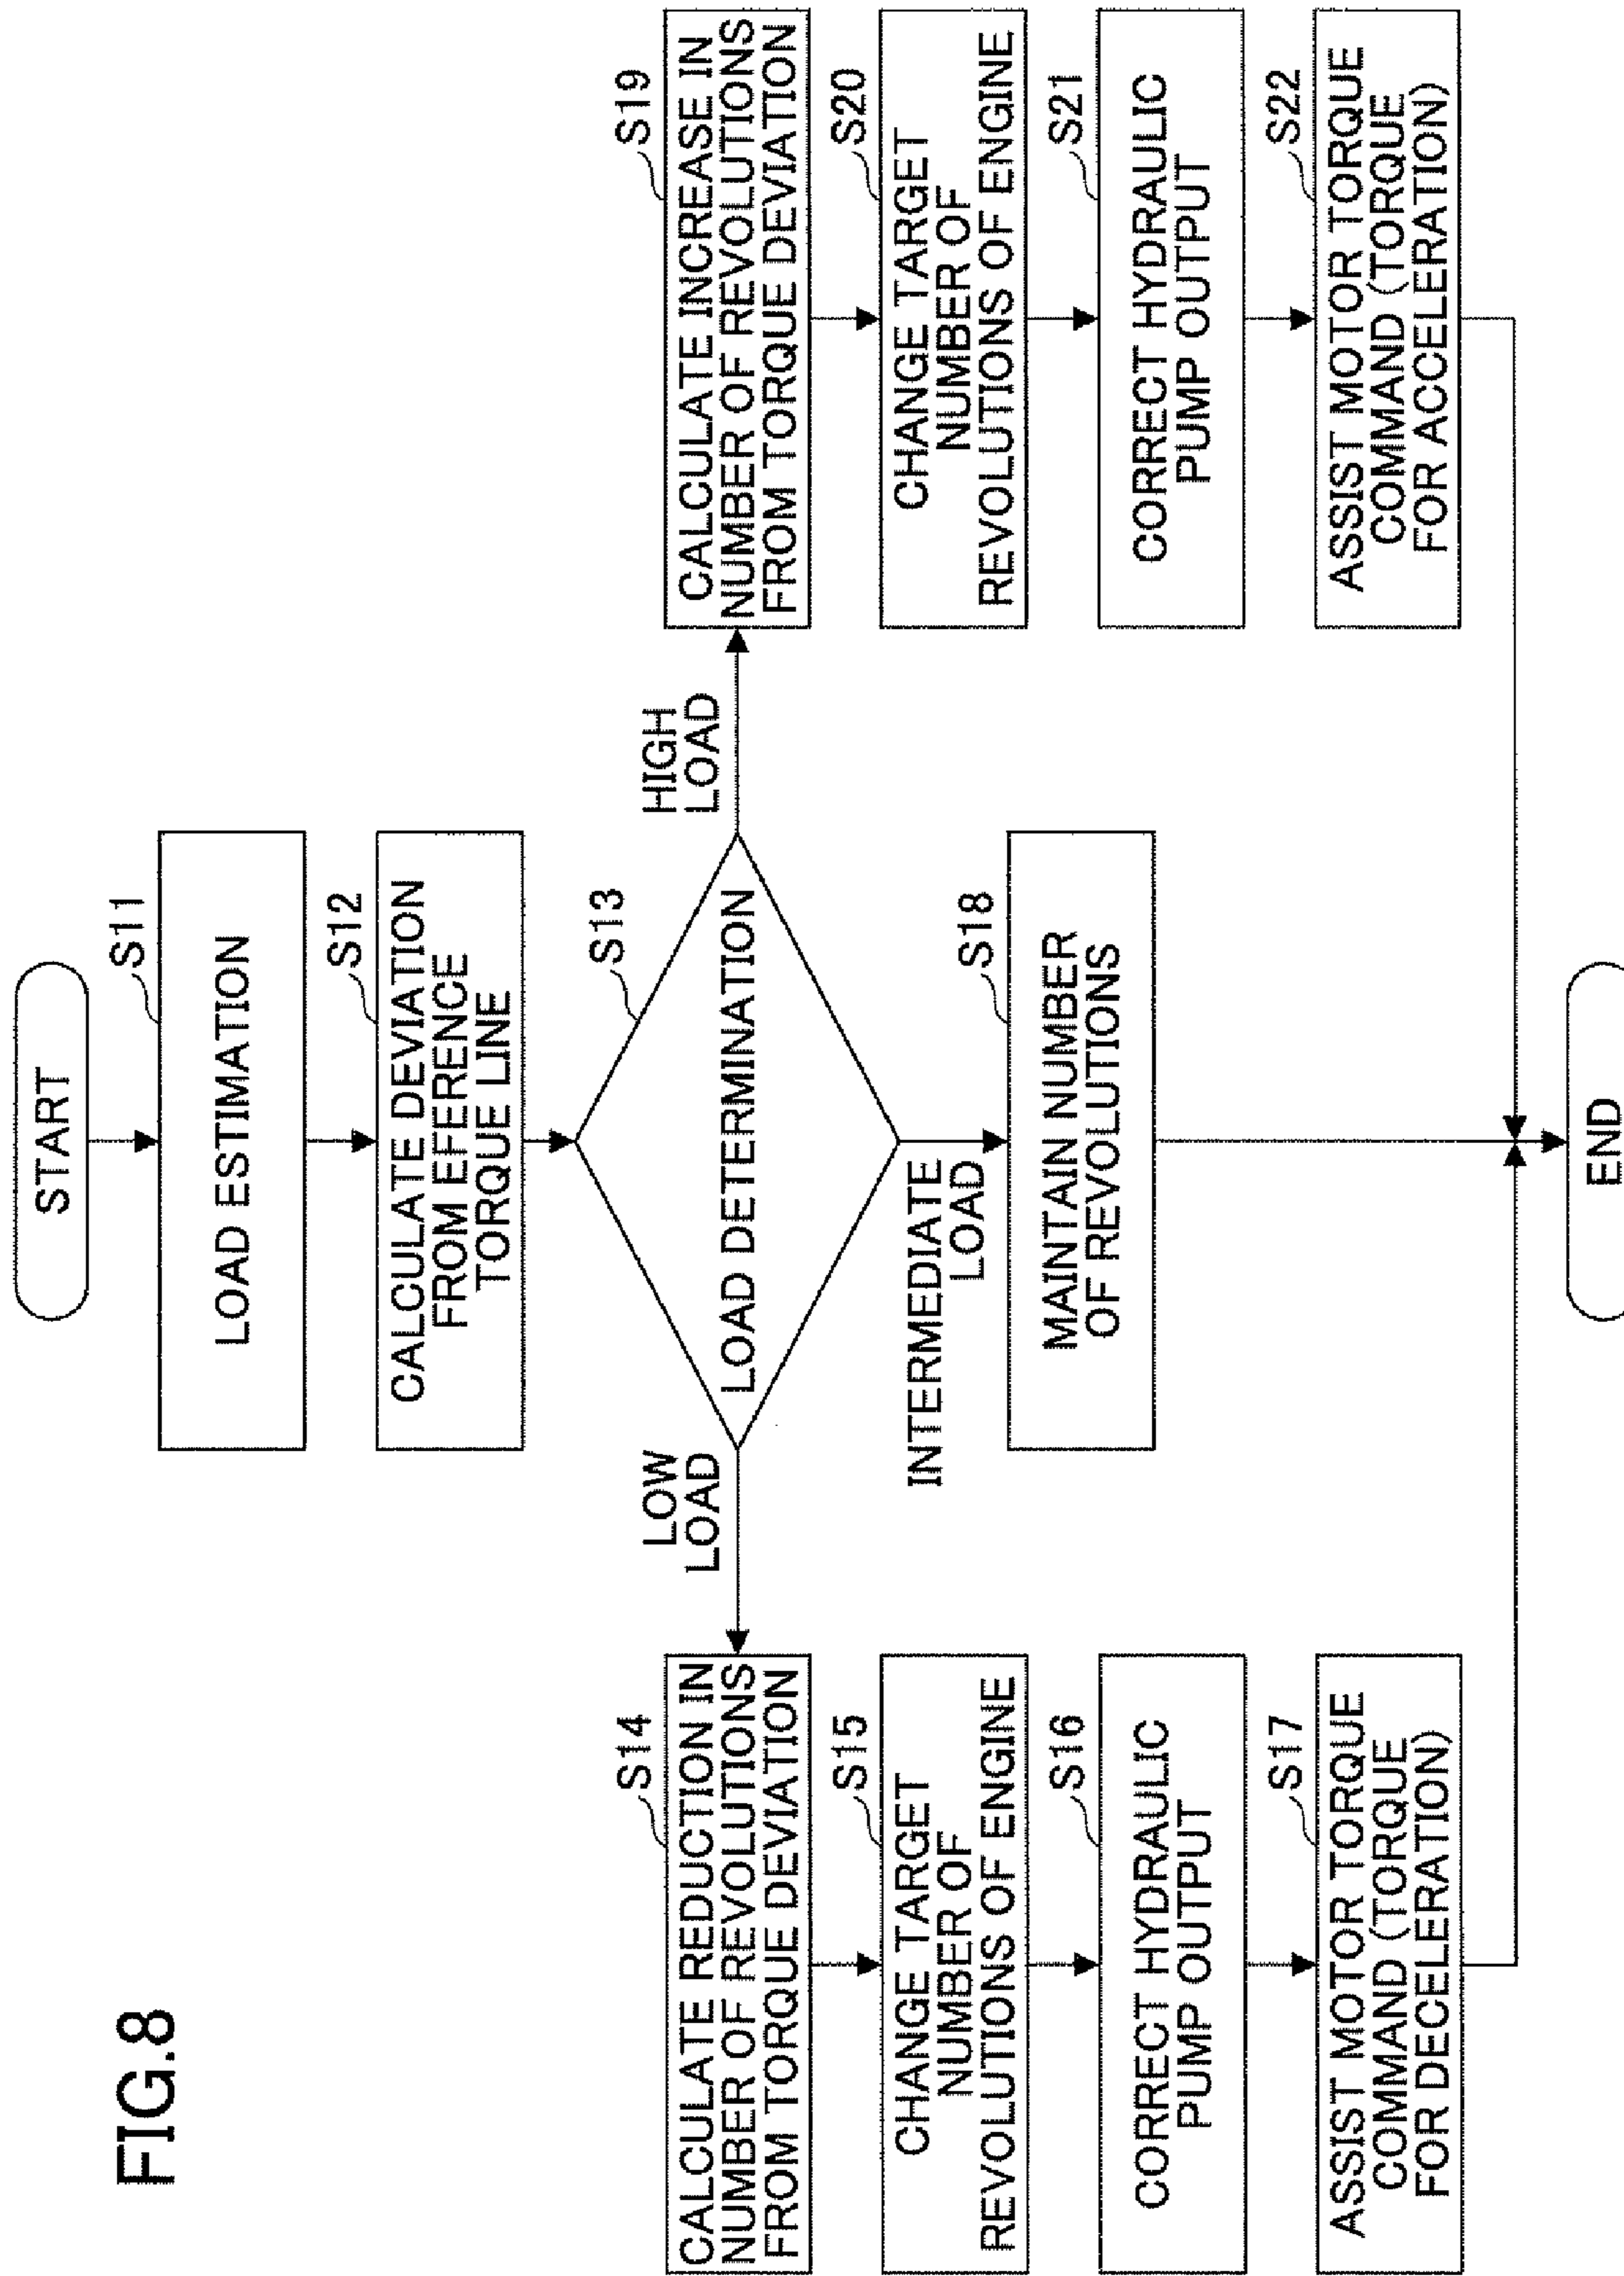 FIG.8
START
S11
LOAD ESTIMATION
S12
CALCULATE DEVIATION
FROM EFERENCE
TORQUE LINE
S13
LOAD DETERMINATION
LOW
LOAD
HIGH
LOAD
INTERMEDIATE
LOAD
S14
CALCULATE REDUCTION IN
NUMBER OF REVOLUTIONS
FROM TORQUE DEVIATION
S15
CHANGE TARGET
NUMBER OF
REVOLUTIONS OF ENGINE
S16
CORRECT HYDRAULIC
PUMP OUTPUT
S17
ASSIST MOTOR TORQUE
COMMAND (TORQUE
FOR DECELERATION)
S18
MAINTAIN NUMBER
OF REVOLUTIONS
S19
CALCULATE INCREASE IN
NUMBER OF REVOLUTIONS
FROM TORQUE DEVIATION
S20
CHANGE TARGET
NUMBER OF
REVOLUTIONS OF ENGINE
S21
CORRECT HYDRAULIC
PUMP OUTPUT
S22
ASSIST MOTOR TORQUE
COMMAND (TORQUE
FOR ACCELERATION)
END